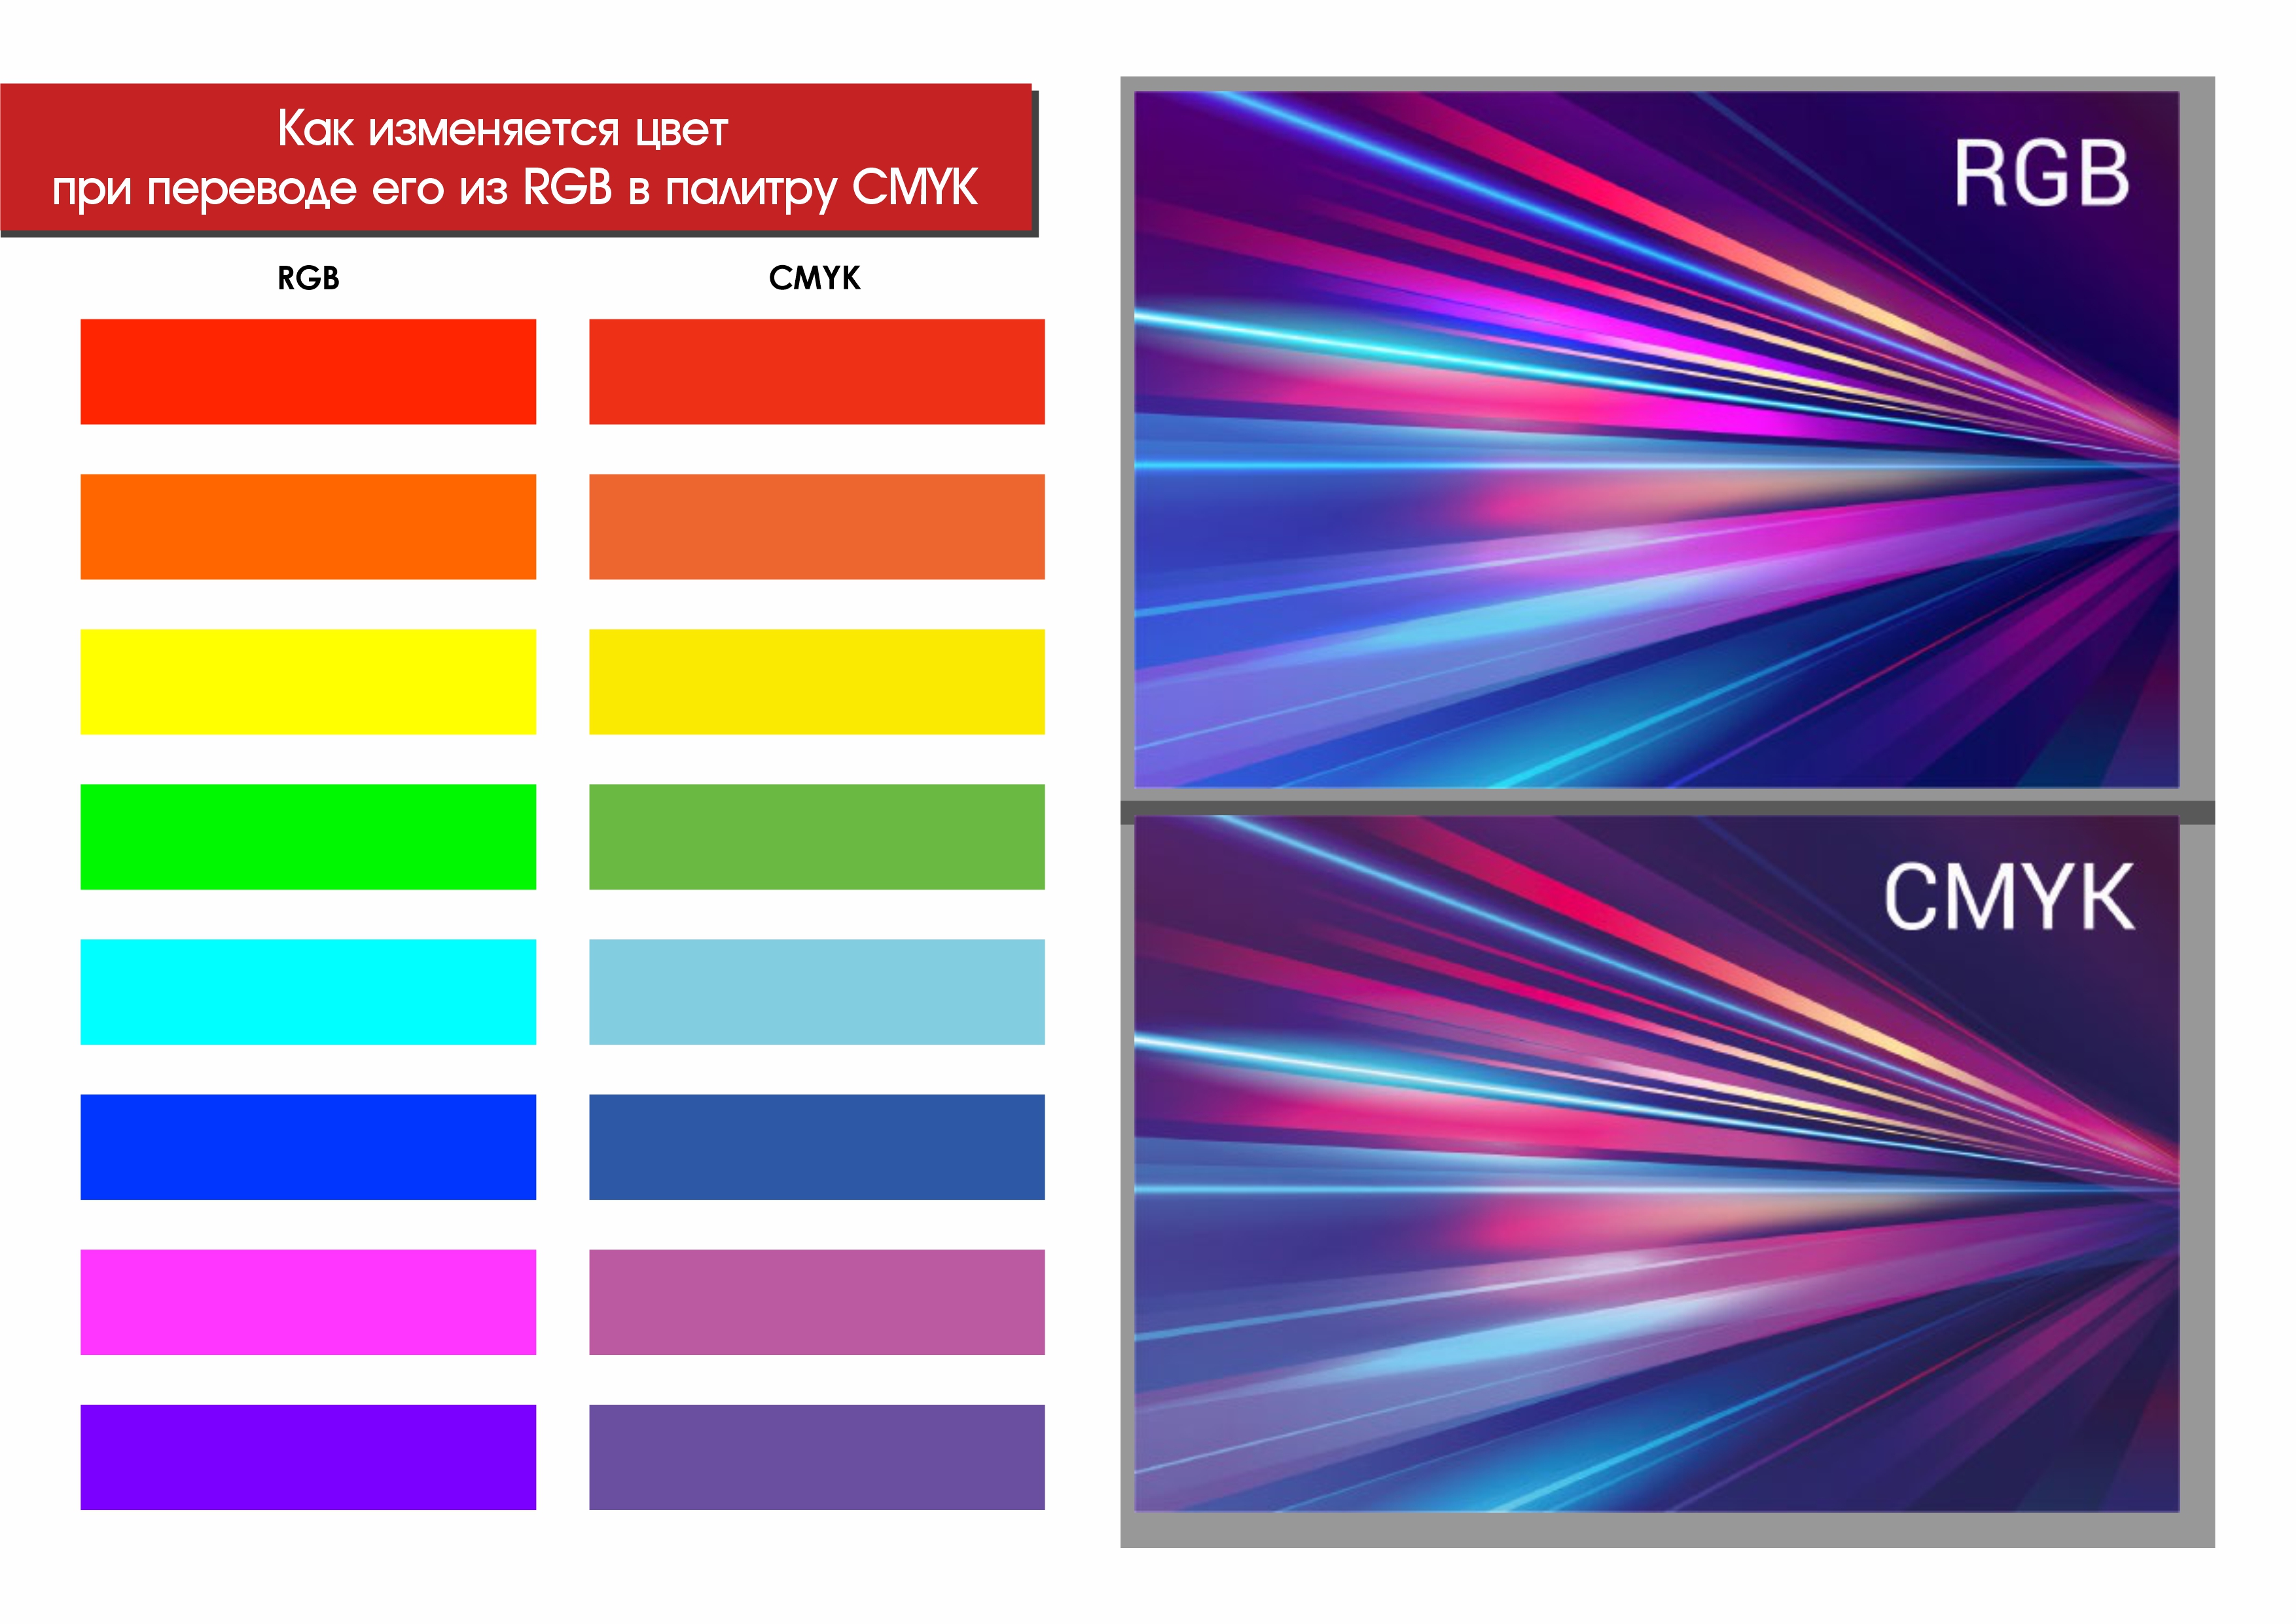 Как изменяется цвет
при переводе его из RGB в палитру CMYK
RGB
CMYK
RGB
CMYK